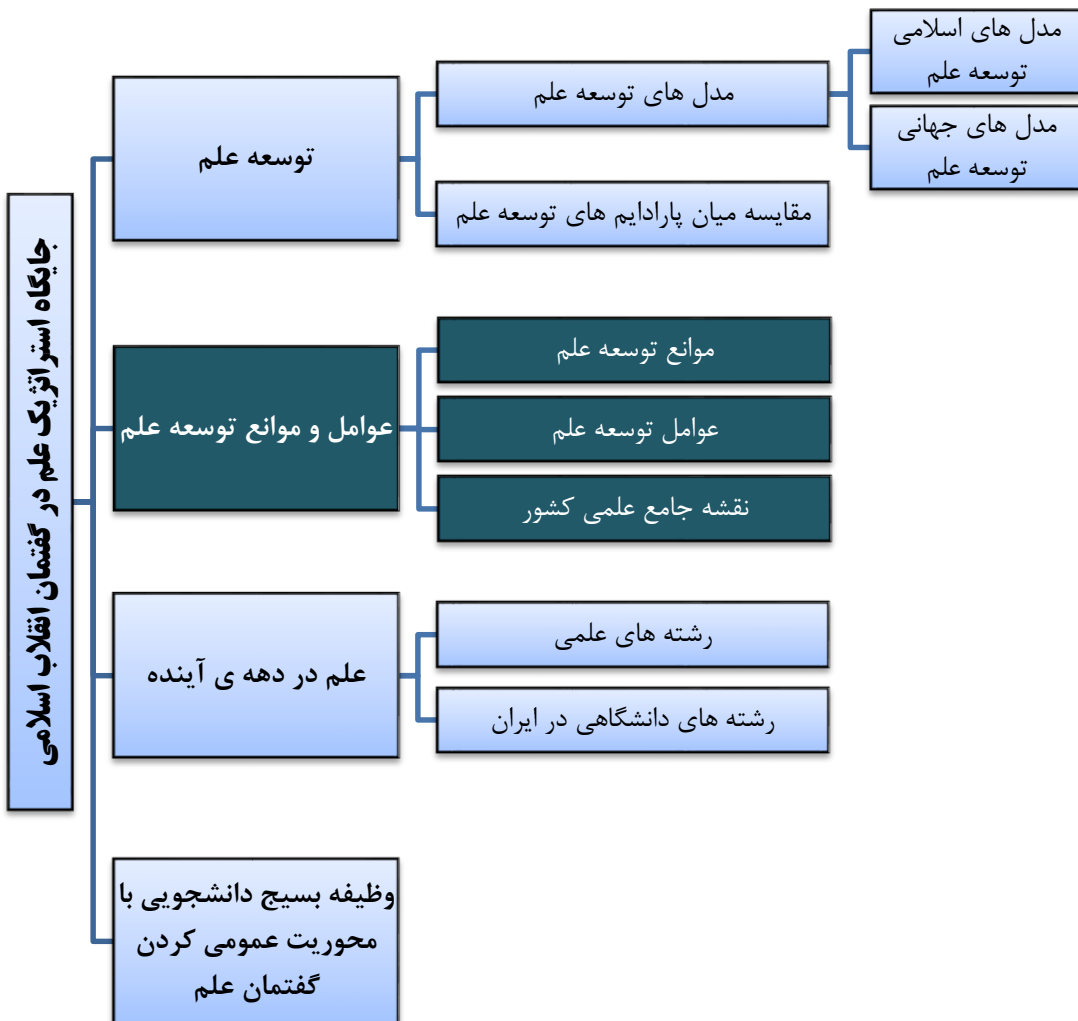 جایگاه استراتژیک علم در گفتمان انقلاب اسلامی
توسعه علم
مدل های توسعه علم
مدل های اسلامی
توسعه علم
مدل های جهانی
توسعه علم
مقایسه میان پارادایم های توسعه علم
عوامل و موانع توسعه علم
موانع توسعه علم
عوامل توسعه علم
نقشه جامع علمی کشور
علم در دهه ی آینده
رشته های علمی
رشته های دانشگاهی در ایران
وظیفه بسیج دانشجویی با
محوریت عمومی کردن
گفتمان علم